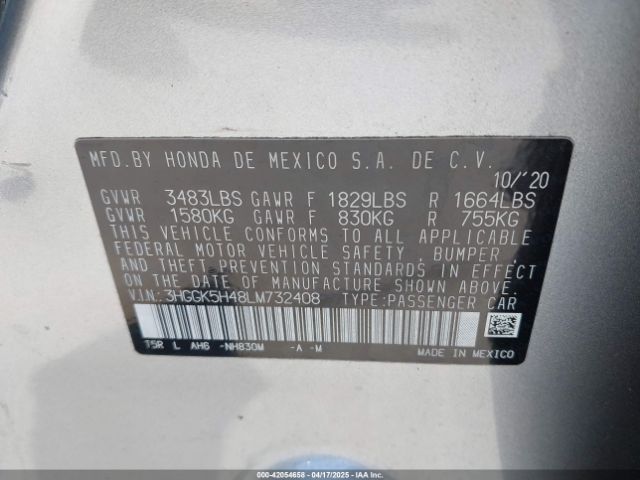 MFD.BY HONDA DE MEXICO S.A. DE C.V.
10/'20
GVWR 3483LBS GAWR F 1829LBS R 1664LBS
GVWR 1580KG GAWR F 830KG R 755KG
THIS VEHICLE CONFORMS TO ALL APPLICABLE
FEDERAL MOTOR VEHICLE SAFETY, BUMPER
AND THEFT PREVENTION STANDARDS IN EFFECT
ON THE DATE OF MANUFACTURE SHOWN ABOVE.
V.I.N: 3HGGK5H48LM732408 TYPE:PASSENGER CAR
T5R L AH6 -NH830M -A -M
MADE IN MEXICO
000-42054658 - 04/17/2025 - IAAI.COM